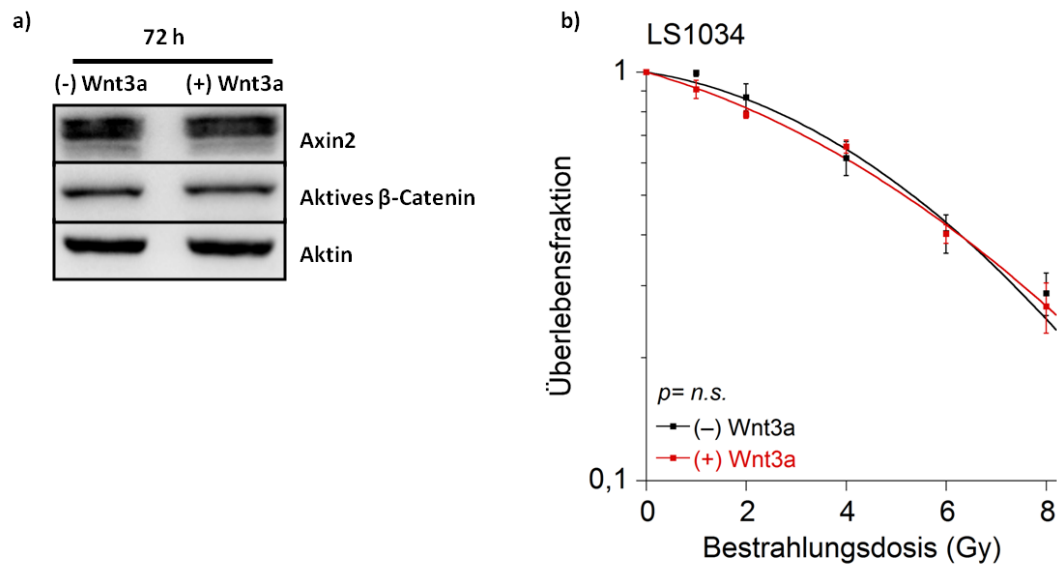 a)
72 h
(-) Wnt3a (+) Wnt3a
Axin2
Aktives β-Catenin
Aktin
b)
LS1034
1
0,1
Überlebensfraktion
p= n.s.
(–) Wnt3a
(+) Wnt3a
0 2 4 6 8
Bestrahlungsdosis (Gy)